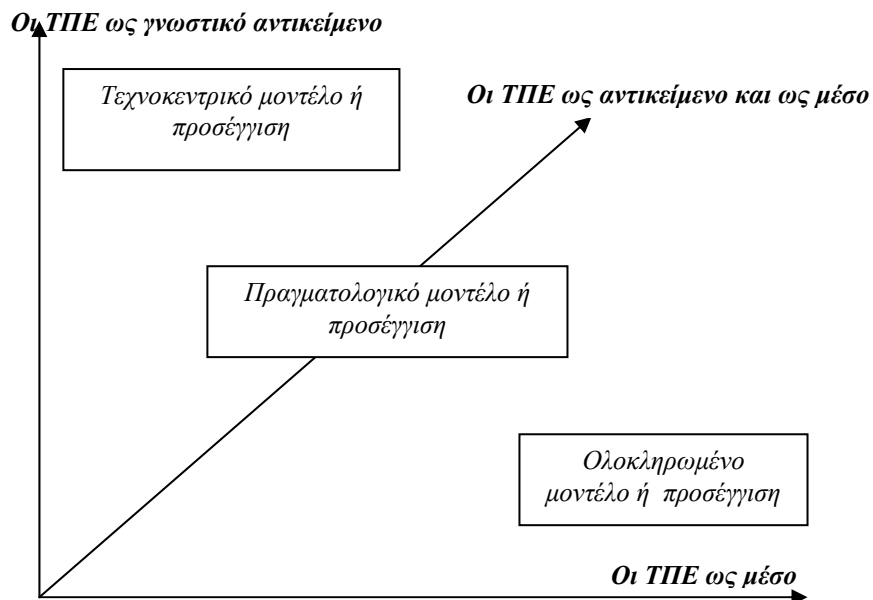 Οι ΤΠΕ ως γνωστικό αντικείμενο
Τεχνοκεντρικό μοντέλο ή
προσέγγιση
Οι ΤΠΕ ως αντικείμενο και ως μέσο
Πραγματολογικό μοντέλο ή
προσέγγιση
Ολοκληρωμένο
μοντέλο ή προσέγγιση
Οι ΤΠΕ ως μέσο